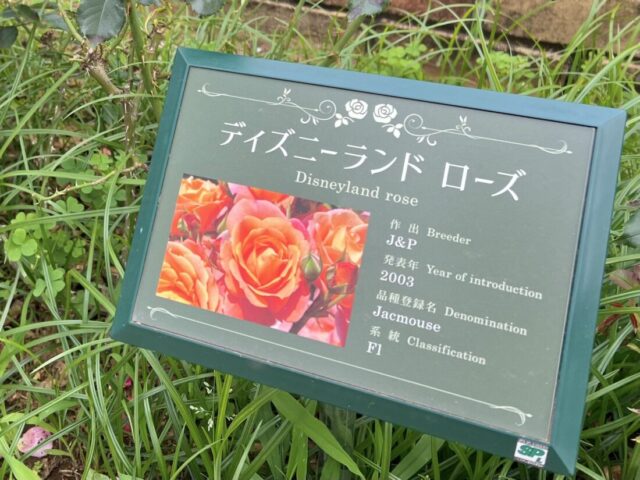 ディズニーランド ローズ
Disneyland rose
作 出 Breeder
J&P
発表年 Year of introduction
2003
品種登録名 Denomination
Jacmouse
系 統 Classification
Fl